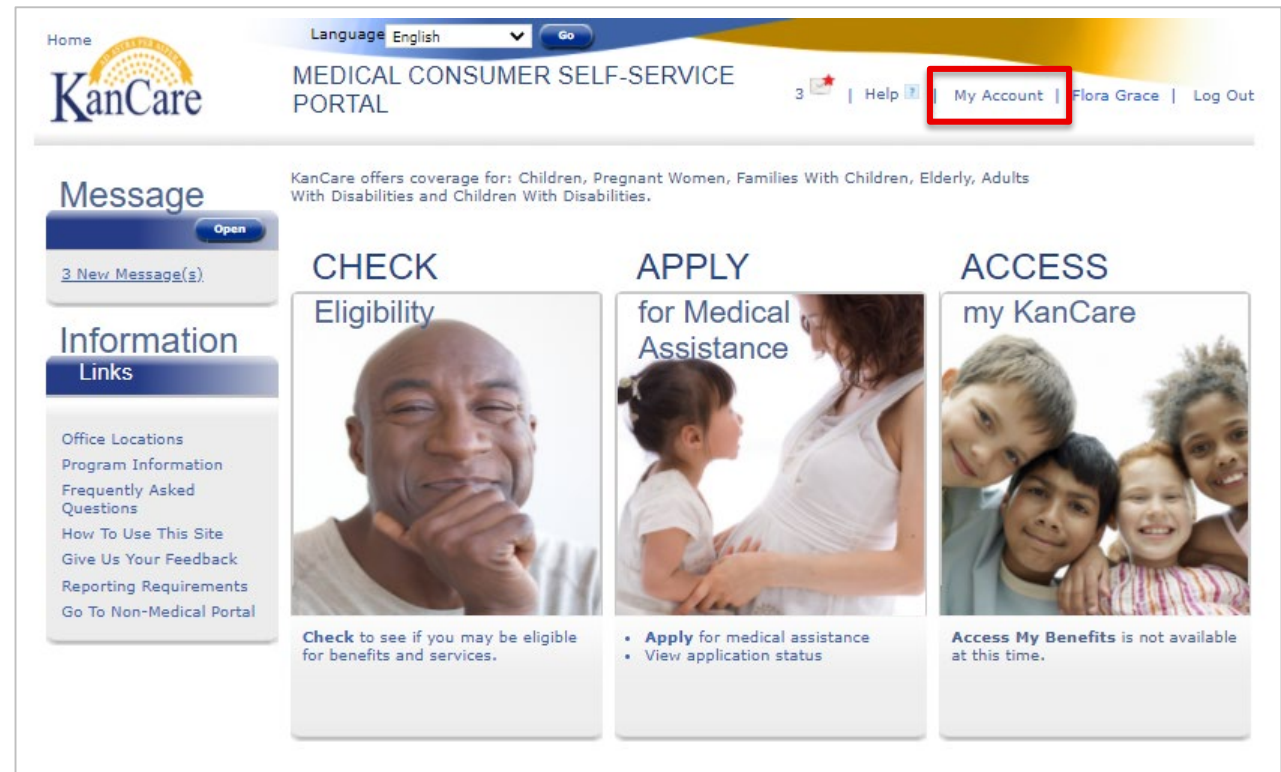 Home
Language English Go
AD ASTRA PER ASPERA
KanCare
MEDICAL CONSUMER SELF-SERVICE
PORTAL
3 | Help ? | My Account | Flora Grace | Log Out
KanCare offers coverage for: Children, Pregnant Women, Families With Children, Elderly, Adults
With Disabilities and Children With Disabilities.
Message
Open
3 New Message(s)
Information
Links
Office Locations
Program Information
Frequently Asked
Questions
How To Use This Site
Give Us Your Feedback
Reporting Requirements
Go To Non-Medical Portal
CHECK
Eligibility
Check to see if you may be eligible
for benefits and services.
APPLY
for Medical
Assistance
• Apply for medical assistance
• View application status
ACCESS
my KanCare
Access My Benefits is not available
at this time.